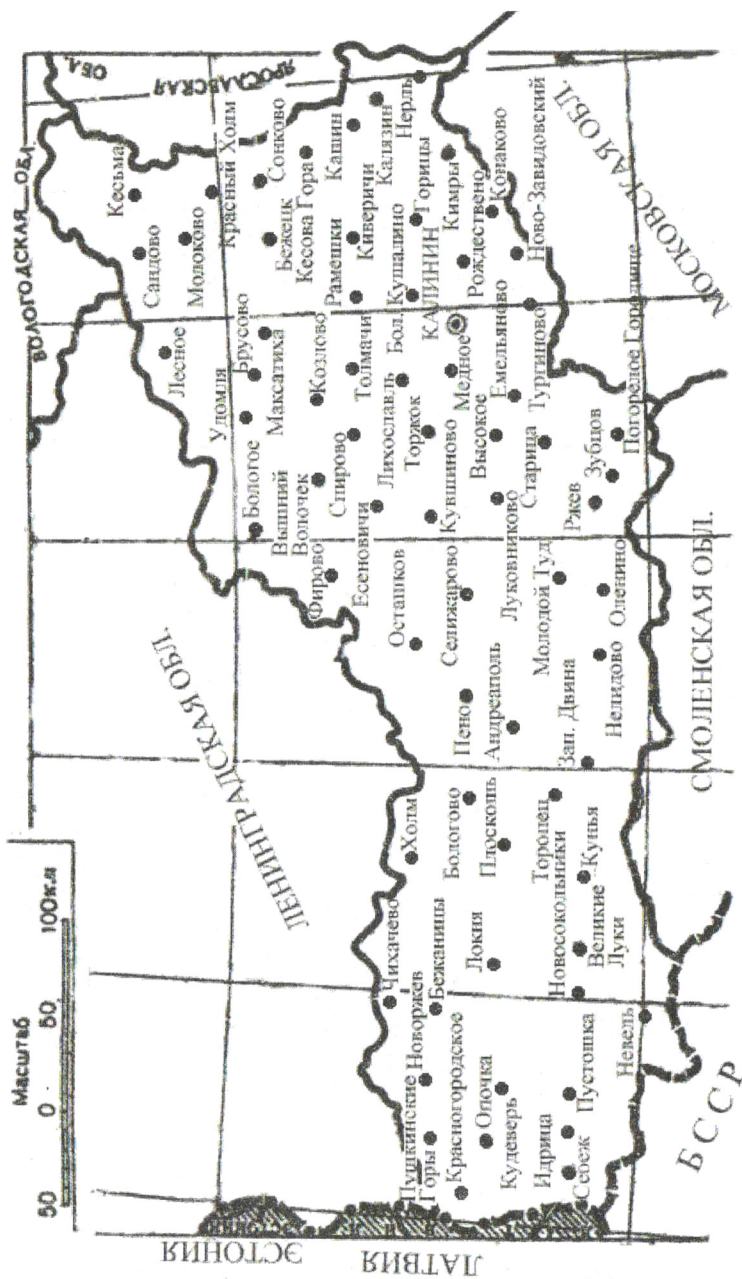 Масштаб
50 0 50 100км
ВОЛОГОДСКАЯ ОБЛ.
ЯРОСЛАВСКАЯ
ОБЛ.
ЛЕНИНГРАДСКАЯ ОБЛ.
МОСКОВСКАЯ ОБЛ.
СМОЛЕНСКАЯ ОБЛ.
БССР
ЭСТОНИЯ
ЛАТВИЯ
Кесьма
Сандово
Молоково
Красный Холм
Лесное
Сонково
Бежецк
Кесова Гора
Брусово
Удомля
Максатиха
Бологое
Вышний
Волочек
Козлово
Рамешки
Кашин
Киверичи
Калязин
Нерль
Толмачи
Спирово
Фирово
Есеновичи
Лихославль
Бол. Кушалино
Горицы
КАЛИНИН
Кимры
Торжок
Медное
Рождествено
Конаково
Кувшиново
Осташков
Высокое
Емельяново
Ново-Завидовский
Тургиново
Селижарово
Луковниково
Старица
Погорелое Городище
Зубцов
Ржев
Молодой Туд
Оленино
Пено
Андреаполь
Зап. Двина
Нелидово
Холм
Бологово
Плоскошь
Торопец
Кунья
Новосокольники
Великие
Луки
Чихачево
Бежаницы
Локня
Новоржев
Пушкинские
Горы
Красногородское
Опочка
Кудеверь
Идрица
Пустошка
Себеж
Невель